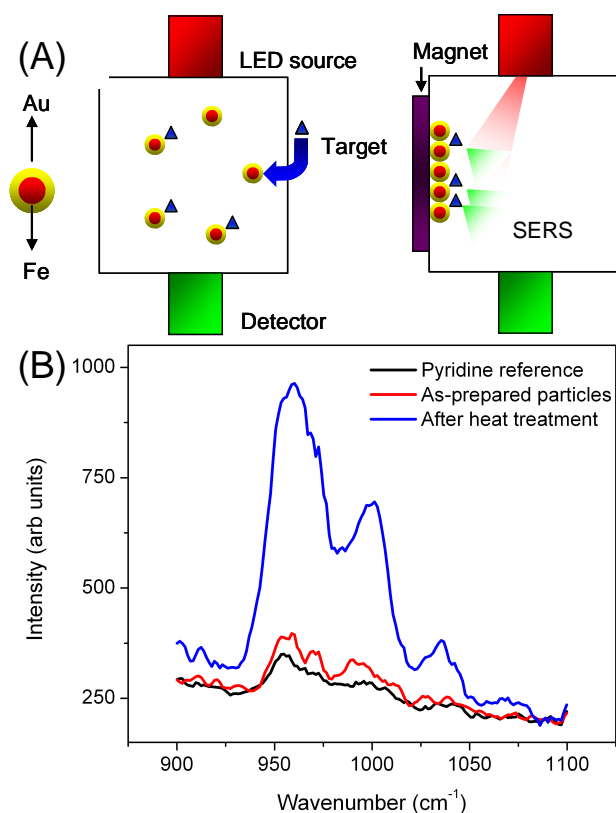 (A)
Au
Fe
LED source
Target
Detector
Magnet
SERS
(B)
Pyridine reference
As-prepared particles
After heat treatment
Intensity (arb units)
1000
750
500
250
900
950
1000
1050
1100
Wavenumber (cm⁻¹)